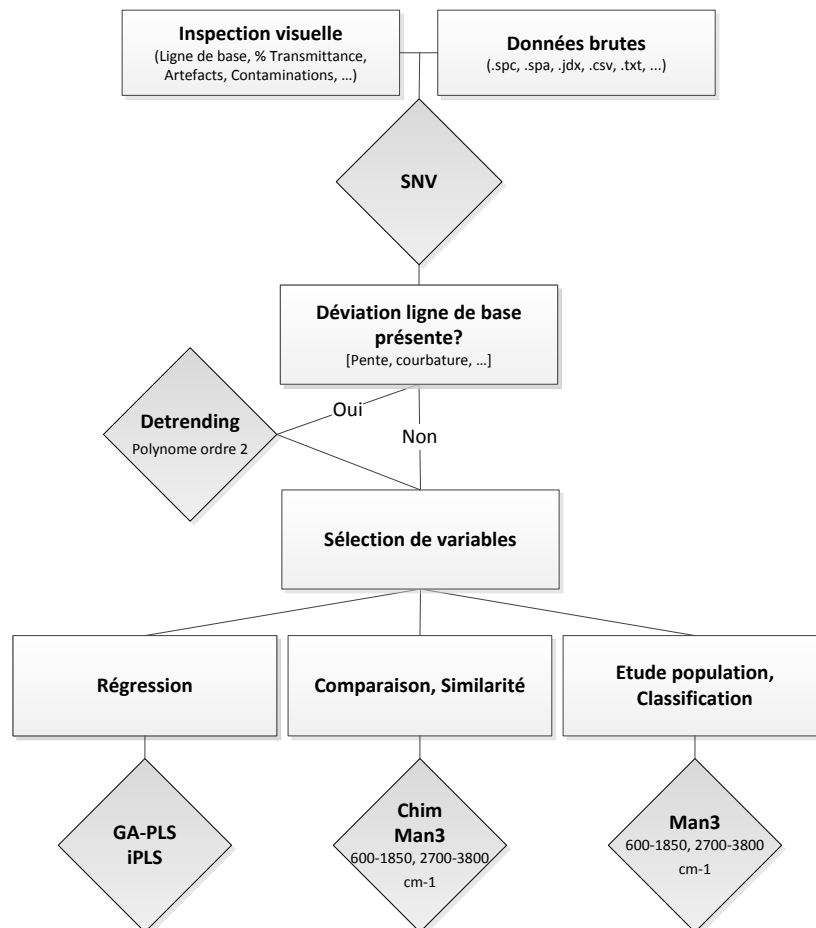 Inspection visuelle
(Ligne de base, % Transmittance,
Artefacts, Contaminations, …)
Données brutes
(.spc, .spa, .jdx, .csv, .txt, ...)
SNV
Déviation ligne de base
présente?
[Pente, courbature, …]
Oui
Detrending
Polynome ordre 2
Non
Sélection de variables
Régression
Comparaison, Similarité
Etude population,
Classification
GA-PLS
iPLS
Chim
Man3
600-1850, 2700-3800
cm-1
Man3
600-1850, 2700-3800
cm-1